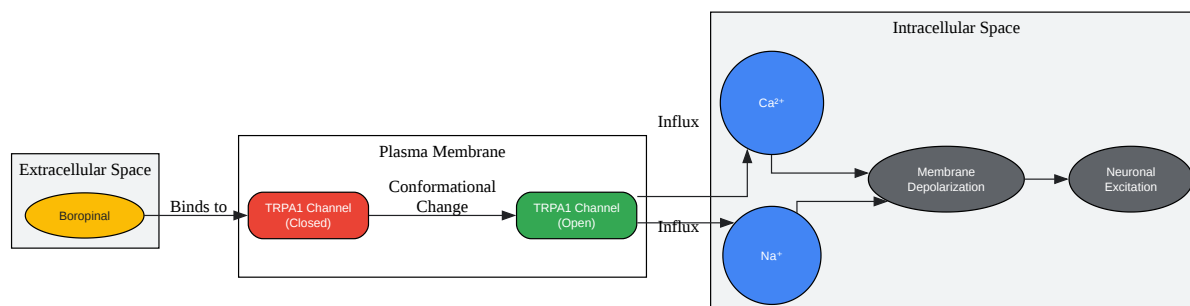 Extracellular Space
Boropinal
Binds to
Plasma Membrane
TRPA1 Channel
(Closed)
Conformational
Change
TRPA1 Channel
(Open)
Influx
Influx
Intracellular Space
Ca²⁺
Na⁺
Membrane
Depolarization
Neuronal
Excitation